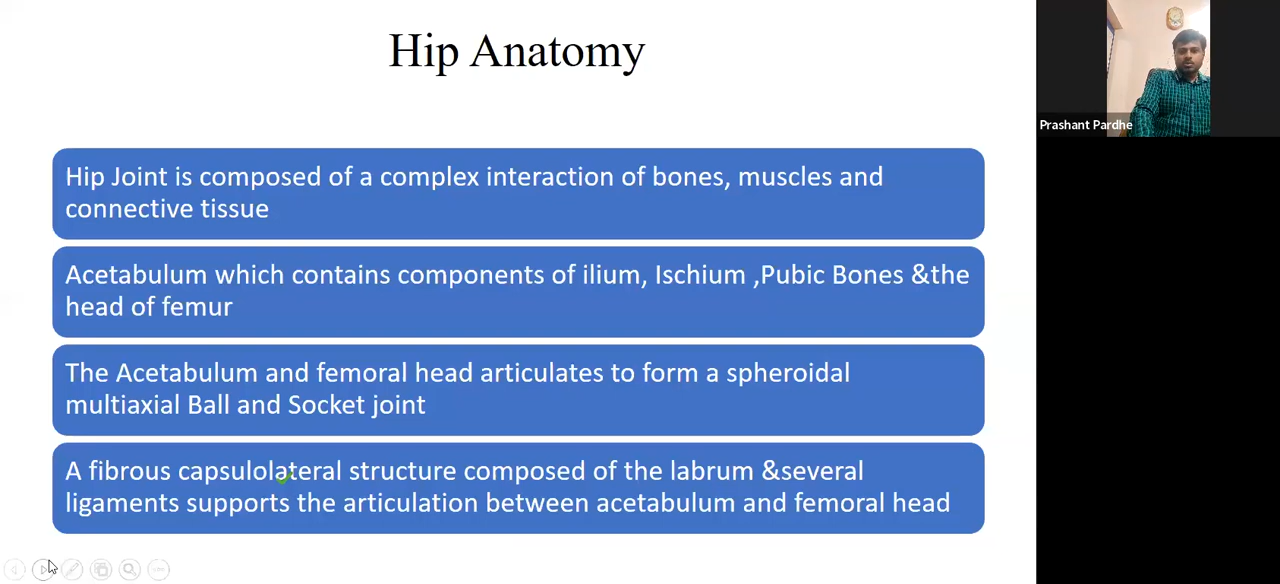 Hip Anatomy
Prashant Pardhe
Hip Joint is composed of a complex interaction of bones, muscles and
connective tissue
Acetabulum which contains components of ilium, Ischium ,Pubic Bones &the
head of femur
The Acetabulum and femoral head articulates to form a spheroidal
multiaxial Ball and Socket joint
A fibrous capsulolateral structure composed of the labrum &several
ligaments supports the articulation between acetabulum and femoral head